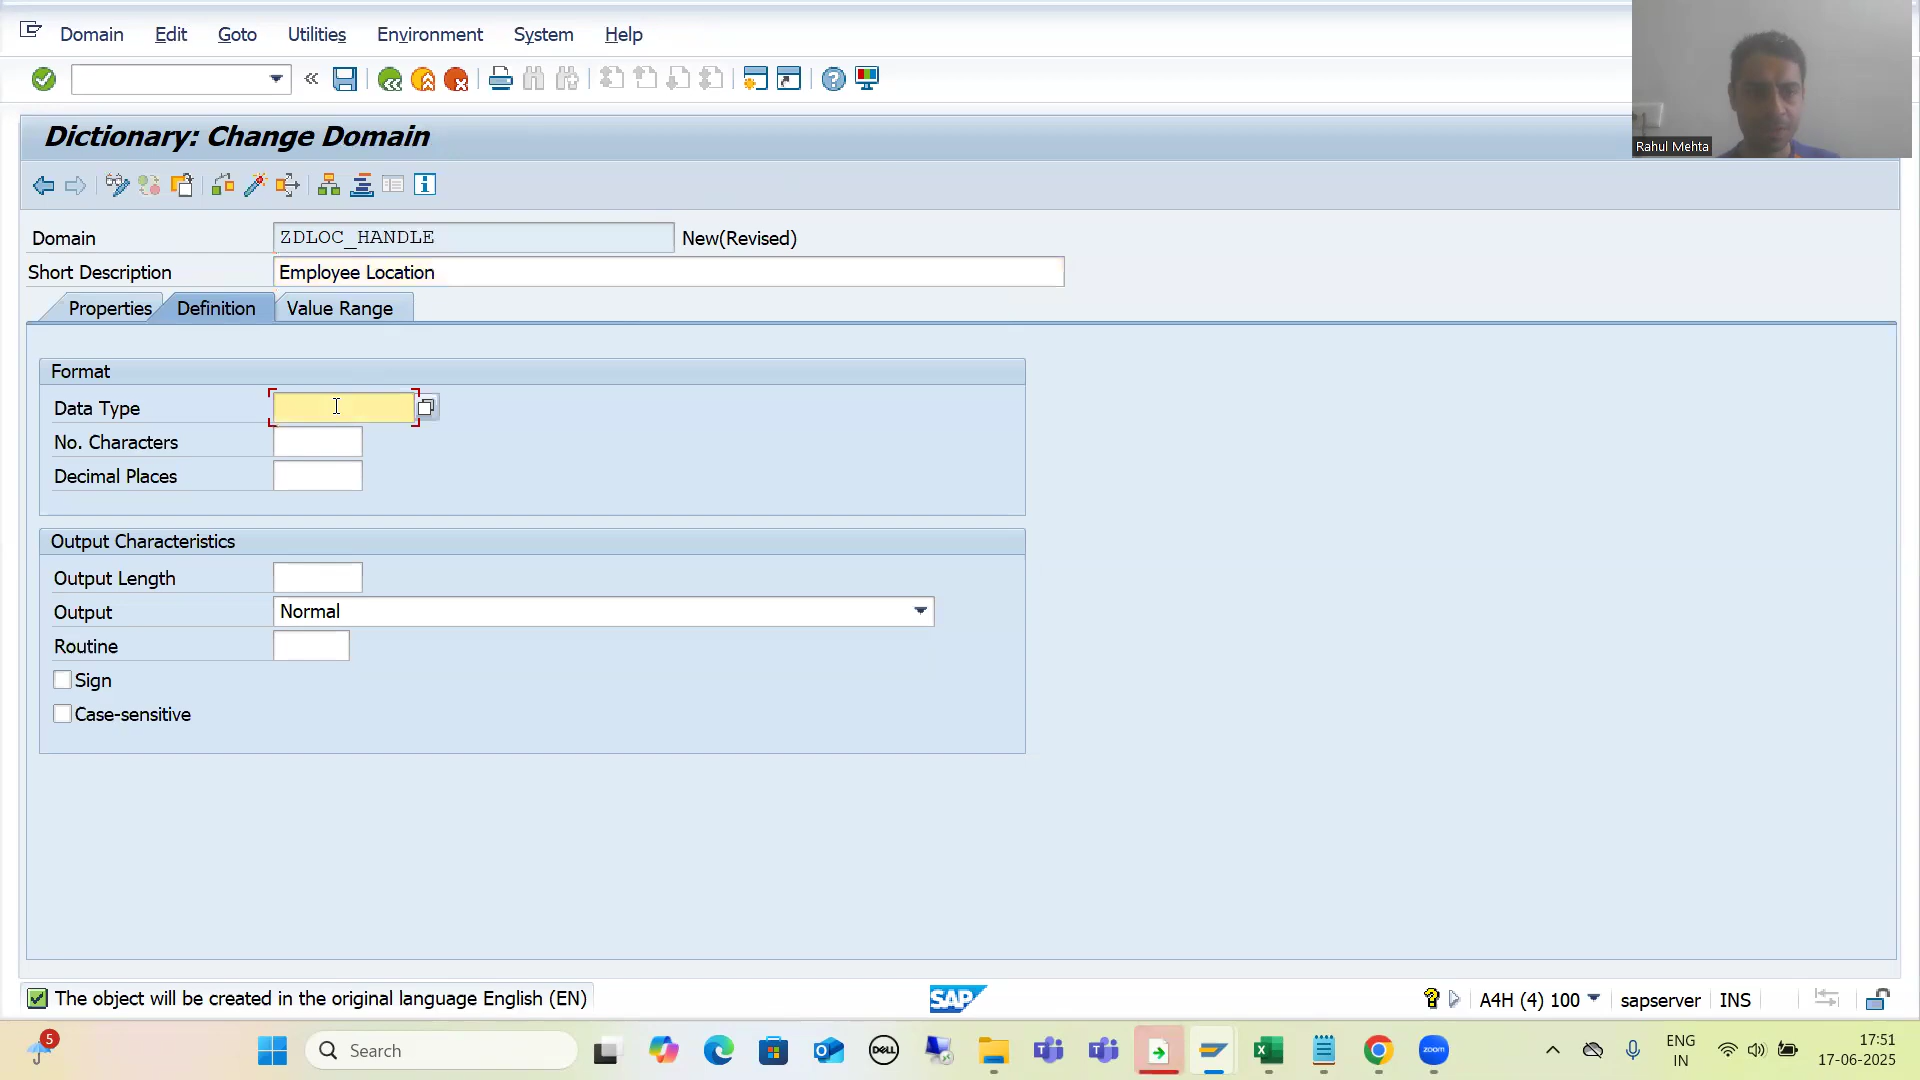 Domain Edit Goto Utilities Environment System Help
Dictionary: Change Domain
Rahul Mehta
Domain ZDLOC_HANDLE New(Revised)
Short Description Employee Location
Properties Definition Value Range
Format
Data Type
No. Characters
Decimal Places
Output Characteristics
Output Length
Output Normal
Routine
Sign
Case-sensitive
The object will be created in the original language English (EN)
SAP
A4H (4) 100 sapserver INS
5
Search
DELL
zoom
ENG
IN
17:51
17-06-2025